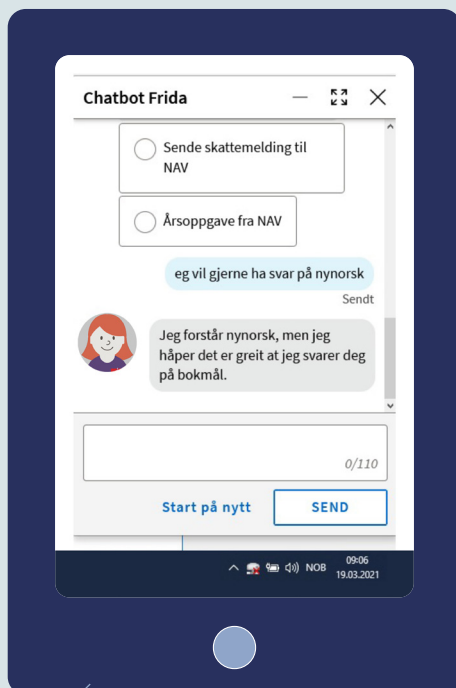 Chatbot Frida
Sende skattemelding til
NAV
Årsoppgave fra NAV
eg vil gjerne ha svar på nynorsk
Sendt
Jeg forstår nynorsk, men jeg
håper det er greit at jeg svarer deg
på bokmål.
0/110
Start på nytt
SEND
NOB
09:06
19.03.2021